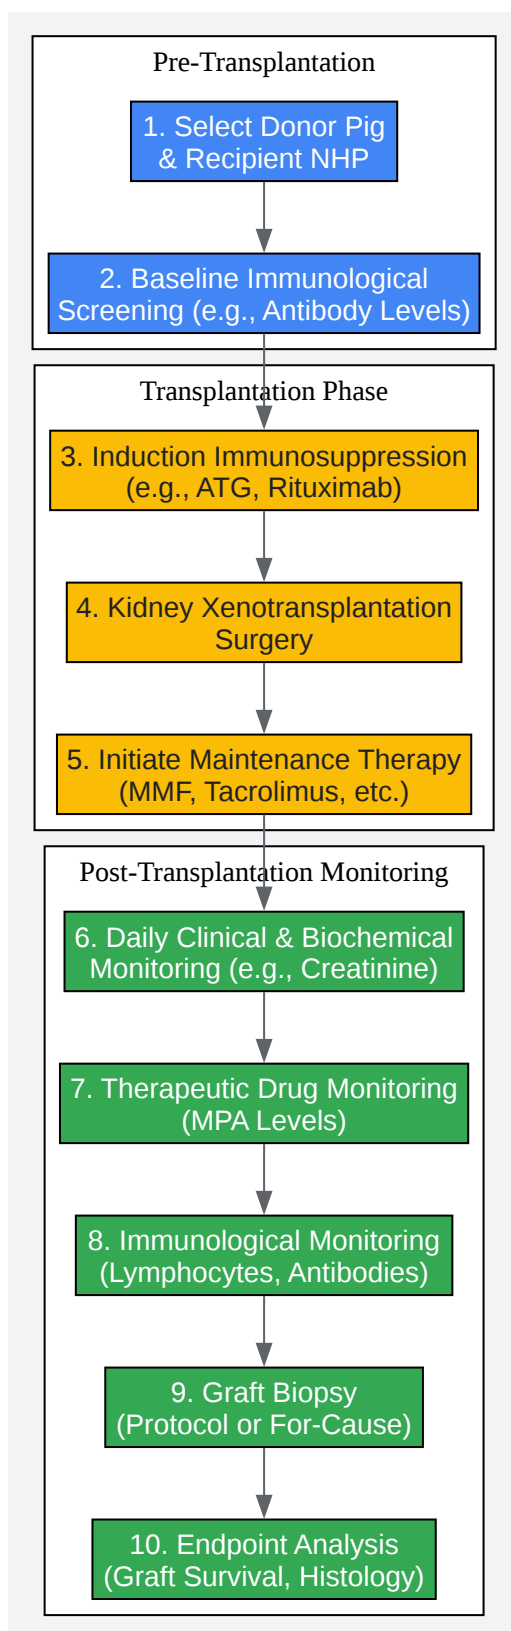 Pre-Transplantation
1. Select Donor Pig
& Recipient NHP
2. Baseline Immunological
Screening (e.g., Antibody Levels)
Transplantation Phase
3. Induction Immunosuppression
(e.g., ATG, Rituximab)
4. Kidney Xenotransplantation
Surgery
5. Initiate Maintenance Therapy
(MMF, Tacrolimus, etc.)
Post-Transplantation Monitoring
6. Daily Clinical & Biochemical
Monitoring (e.g., Creatinine)
7. Therapeutic Drug Monitoring
(MPA Levels)
8. Immunological Monitoring
(Lymphocytes, Antibodies)
9. Graft Biopsy
(Protocol or For-Cause)
10. Endpoint Analysis
(Graft Survival, Histology)